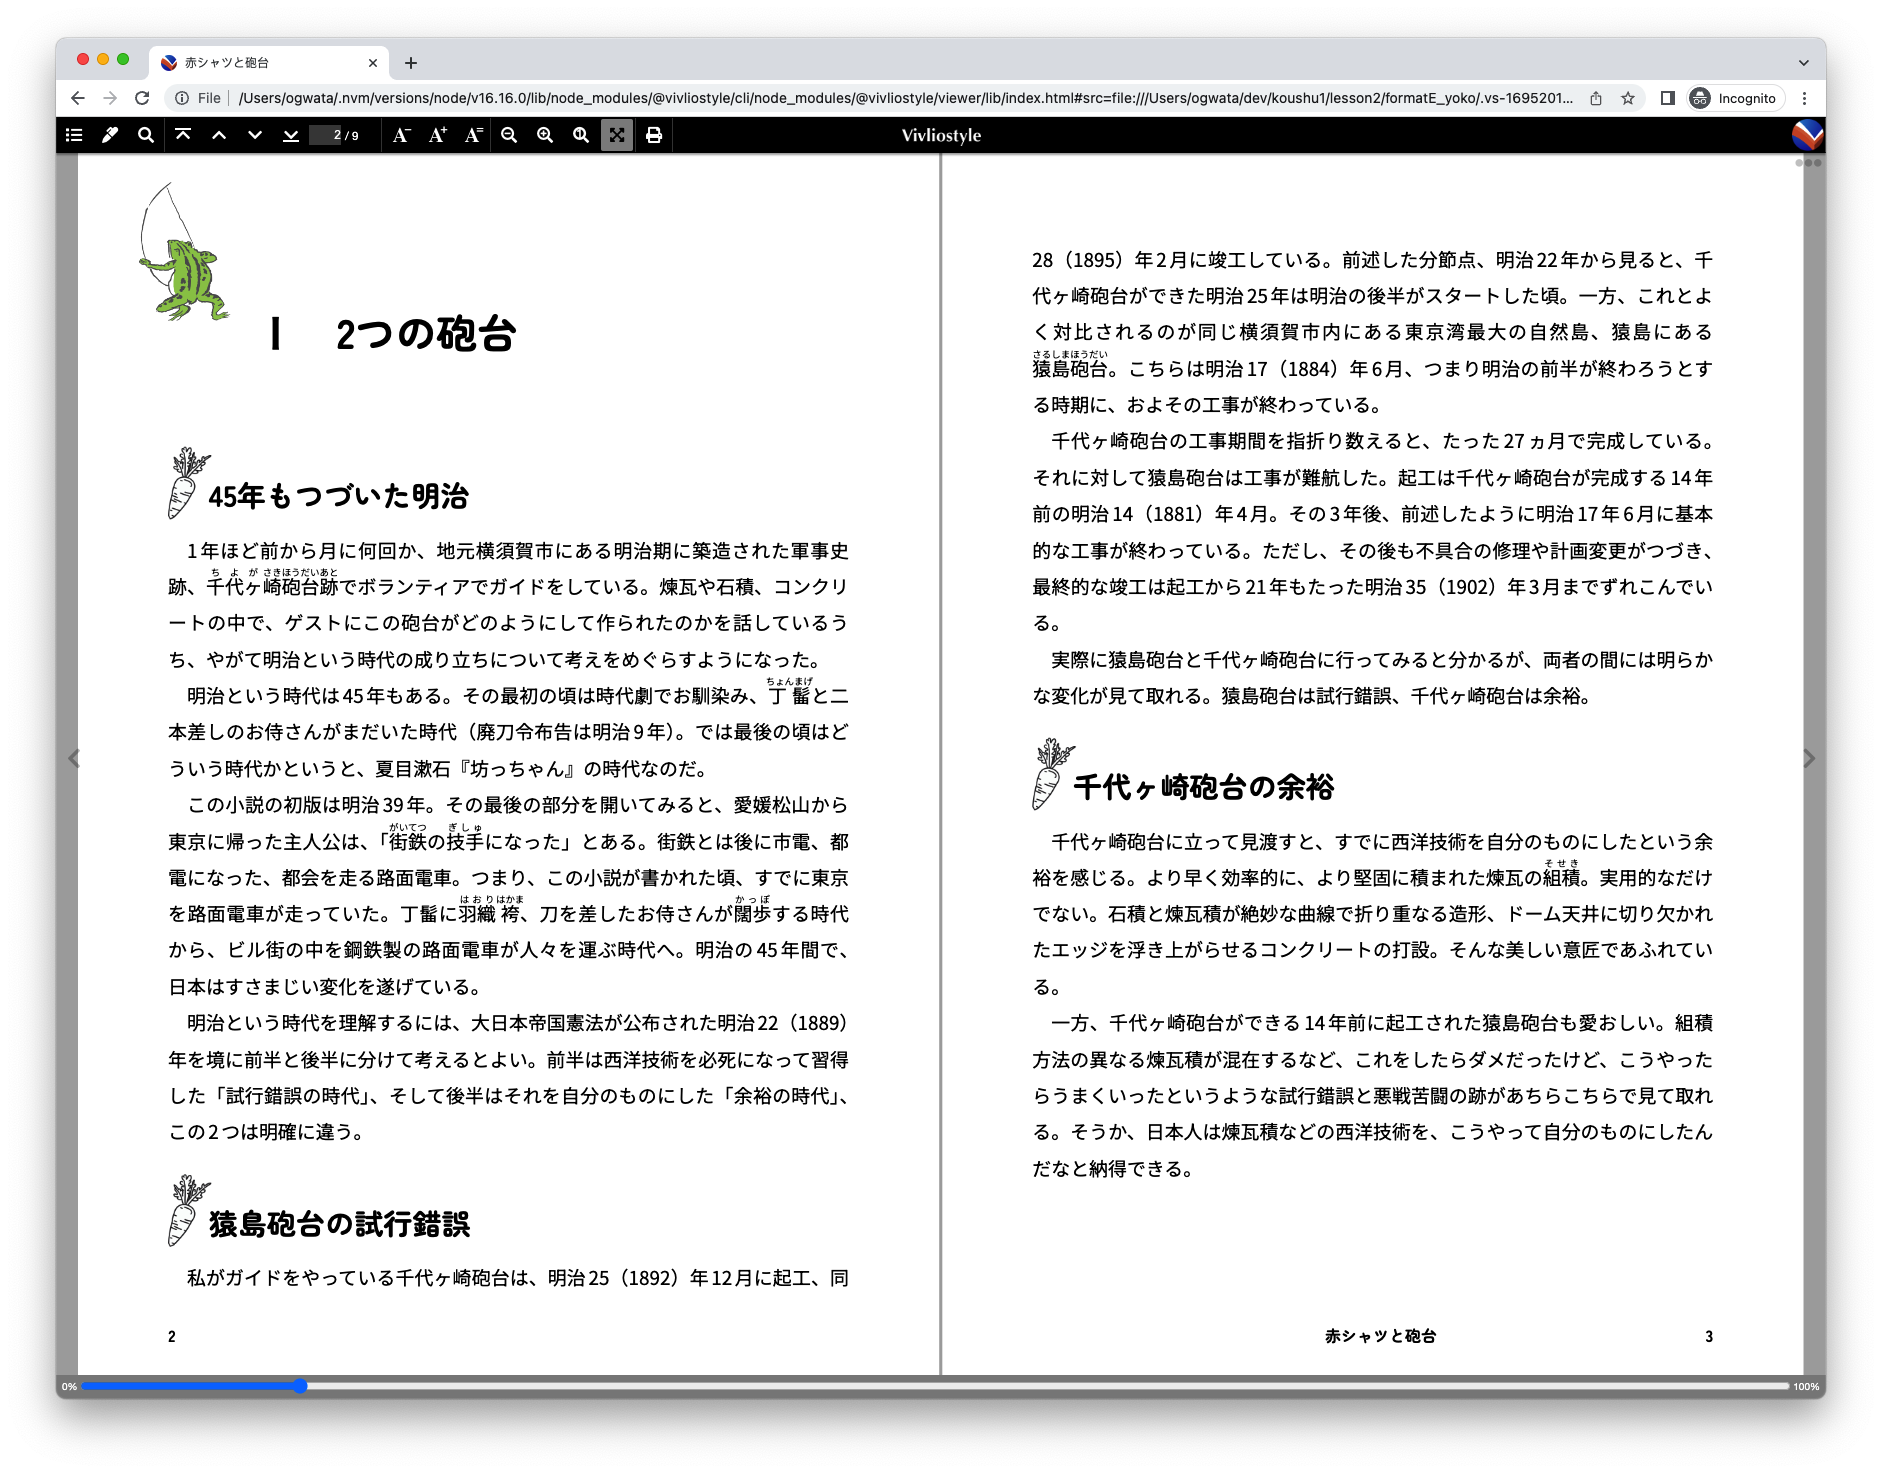 赤シャツと砲台
File
/Users/ogwata/.nvm/versions/node/v16.16.0/lib/node_modules/@vivliostyle/cli/node_modules/@vivliostyle/viewer/lib/index.html#src=file:///Users/ogwata/dev/koushu1/lesson2/formatE_yoko/.vs-1695201...
Incognito
2 / 9
A-
A+
A=
Vivliostyle
1　2つの砲台
45年もつづいた明治
1年ほど前から月に何回か、地元横須賀市にある明治期に築造された軍事史
ちよがさきほうだいあと
跡、千代ヶ崎砲台跡でボランティアでガイドをしている。煉瓦や石積、コンクリ
ートの中で、ゲストにこの砲台がどのようにして作られたのかを話しているう
ち、やがて明治という時代の成り立ちについて考えをめぐらすようになった。
ちょんまげ
明治という時代は45年もある。その最初の頃は時代劇でお馴染み、丁髷と二
本差しのお侍さんがまだいた時代（廃刀令布告は明治9年）。では最後の頃はど
ういう時代かというと、夏目漱石『坊っちゃん』の時代なのだ。
この小説の初版は明治39年。その最後の部分を開いてみると、愛媛松山から
がいてつ ぎしゅ
東京に帰った主人公は、「街鉄の技手になった」とある。街鉄とは後に市電、都
電になった、都会を走る路面電車。つまり、この小説が書かれた頃、すでに東京
はおりはかま かっぽ
を路面電車が走っていた。丁髷に羽織袴、刀を差したお侍さんが闊歩する時代
から、ビル街の中を鋼鉄製の路面電車が人々を運ぶ時代へ。明治の45年間で、
日本はすさまじい変化を遂げている。
明治という時代を理解するには、大日本帝国憲法が公布された明治22（1889）
年を境に前半と後半に分けて考えるとよい。前半は西洋技術を必死になって習得
した「試行錯誤の時代」、そして後半はそれを自分のものにした「余裕の時代」、
この2つは明確に違う。
猿島砲台の試行錯誤
私がガイドをやっている千代ヶ崎砲台は、明治25（1892）年12月に起工、同
2
28（1895）年2月に竣工している。前述した分節点、明治22年から見ると、千
代ヶ崎砲台ができた明治25年は明治の後半がスタートした頃。一方、これとよ
く対比されるのが同じ横須賀市内にある東京湾最大の自然島、猿島にある
さるしまほうだい
猿島砲台。こちらは明治17（1884）年6月、つまり明治の前半が終わろうとす
る時期に、およその工事が終わっている。
千代ヶ崎砲台の工事期間を指折り数えると、たった27ヵ月で完成している。
それに対して猿島砲台は工事が難航した。起工は千代ヶ崎砲台が完成する14年
前の明治14（1881）年4月。その3年後、前述したように明治17年6月に基本
的な工事が終わっている。ただし、その後も不具合の修理や計画変更がつづき、
最終的な竣工は起工から21年もたった明治35（1902）年3月までずれこんでい
る。
実際に猿島砲台と千代ヶ崎砲台に行ってみると分かるが、両者の間には明らか
な変化が見て取れる。猿島砲台は試行錯誤、千代ヶ崎砲台は余裕。
千代ヶ崎砲台の余裕
千代ヶ崎砲台に立って見渡すと、すでに西洋技術を自分のものにしたという余
そせき
裕を感じる。より早く効率的に、より堅固に積まれた煉瓦の組積。実用的なだけ
でない。石積と煉瓦積が絶妙な曲線で折り重なる造形、ドーム天井に切り欠かれ
たエッジを浮き上がらせるコンクリートの打設。そんな美しい意匠であふれてい
る。
一方、千代ヶ崎砲台ができる14年前に起工された猿島砲台も愛おしい。組積
方法の異なる煉瓦積が混在するなど、これをしたらダメだったけど、こうやった
らうまくいったというような試行錯誤と悪戦苦闘の跡があちらこちらで見て取れ
る。そうか、日本人は煉瓦積などの西洋技術を、こうやって自分のものにしたん
だなと納得できる。
赤シャツと砲台
3
0%
100%